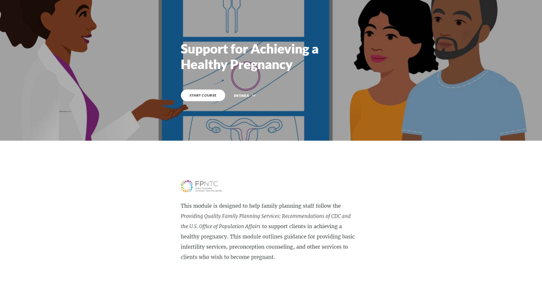 Support for Achieving a
Healthy Pregnancy
START COURSE
DETAILS
FPNTC
This module is designed to help family planning staff follow the
Providing Quality Family Planning Services: Recommendations of CDC and
the U.S. Office of Population Affairs to support clients in achieving a
healthy pregnancy. This module outlines guidance for providing basic
infertility services, preconception counseling, and other services to
clients who wish to become pregnant.